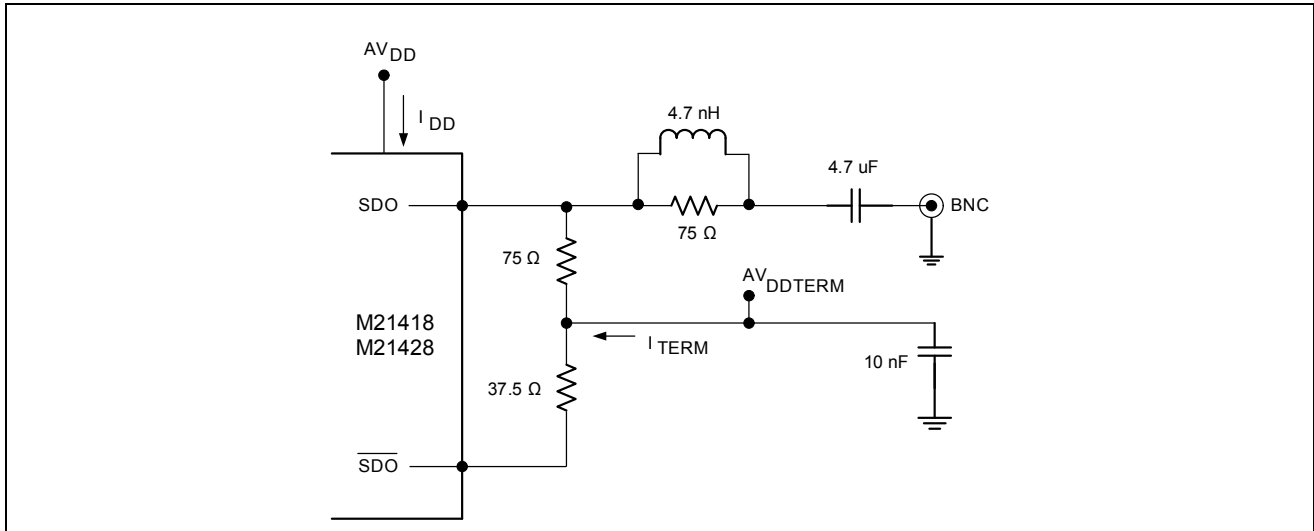 AVDD
IDD
4.7 nH
4.7 uF
SDO
BNC
75 Ω
75 Ω
AVDDTERM
M21418
M21428
ITERM
10 nF
37.5 Ω
SDO